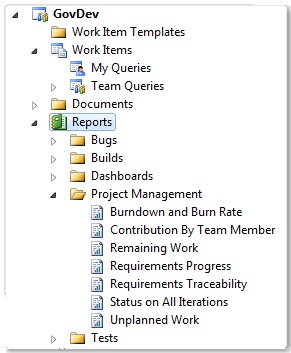 GovDev
Work Item Templates
Work Items
My Queries
Team Queries
Documents
Reports
Bugs
Builds
Dashboards
Project Management
Burndown and Burn Rate
Contribution By Team Member
Remaining Work
Requirements Progress
Requirements Traceability
Status on All Iterations
Unplanned Work
Tests